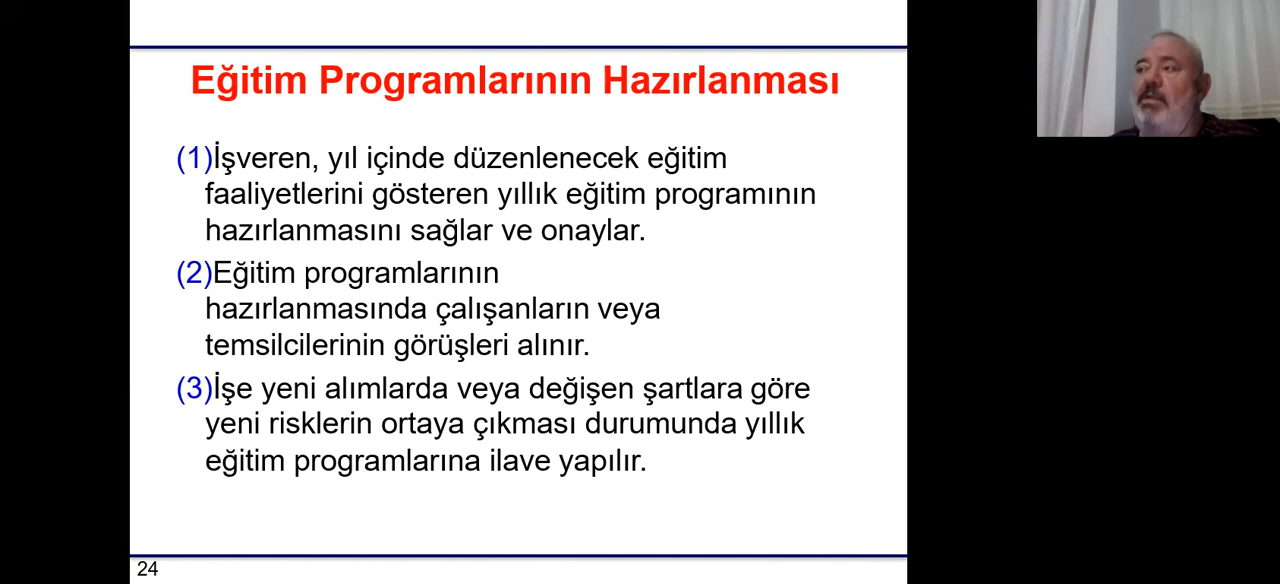 Eğitim Programlarının Hazırlanması
(1)İşveren, yıl içinde düzenlenecek eğitim
faaliyetlerini gösteren yıllık eğitim programının
hazırlanmasını sağlar ve onaylar.
(2)Eğitim programlarının
hazırlanmasında çalışanların veya
temsilcilerinin görüşleri alınır.
(3)İşe yeni alımlarda veya değişen şartlara göre
yeni risklerin ortaya çıkması durumunda yıllık
eğitim programlarına ilave yapılır.
24